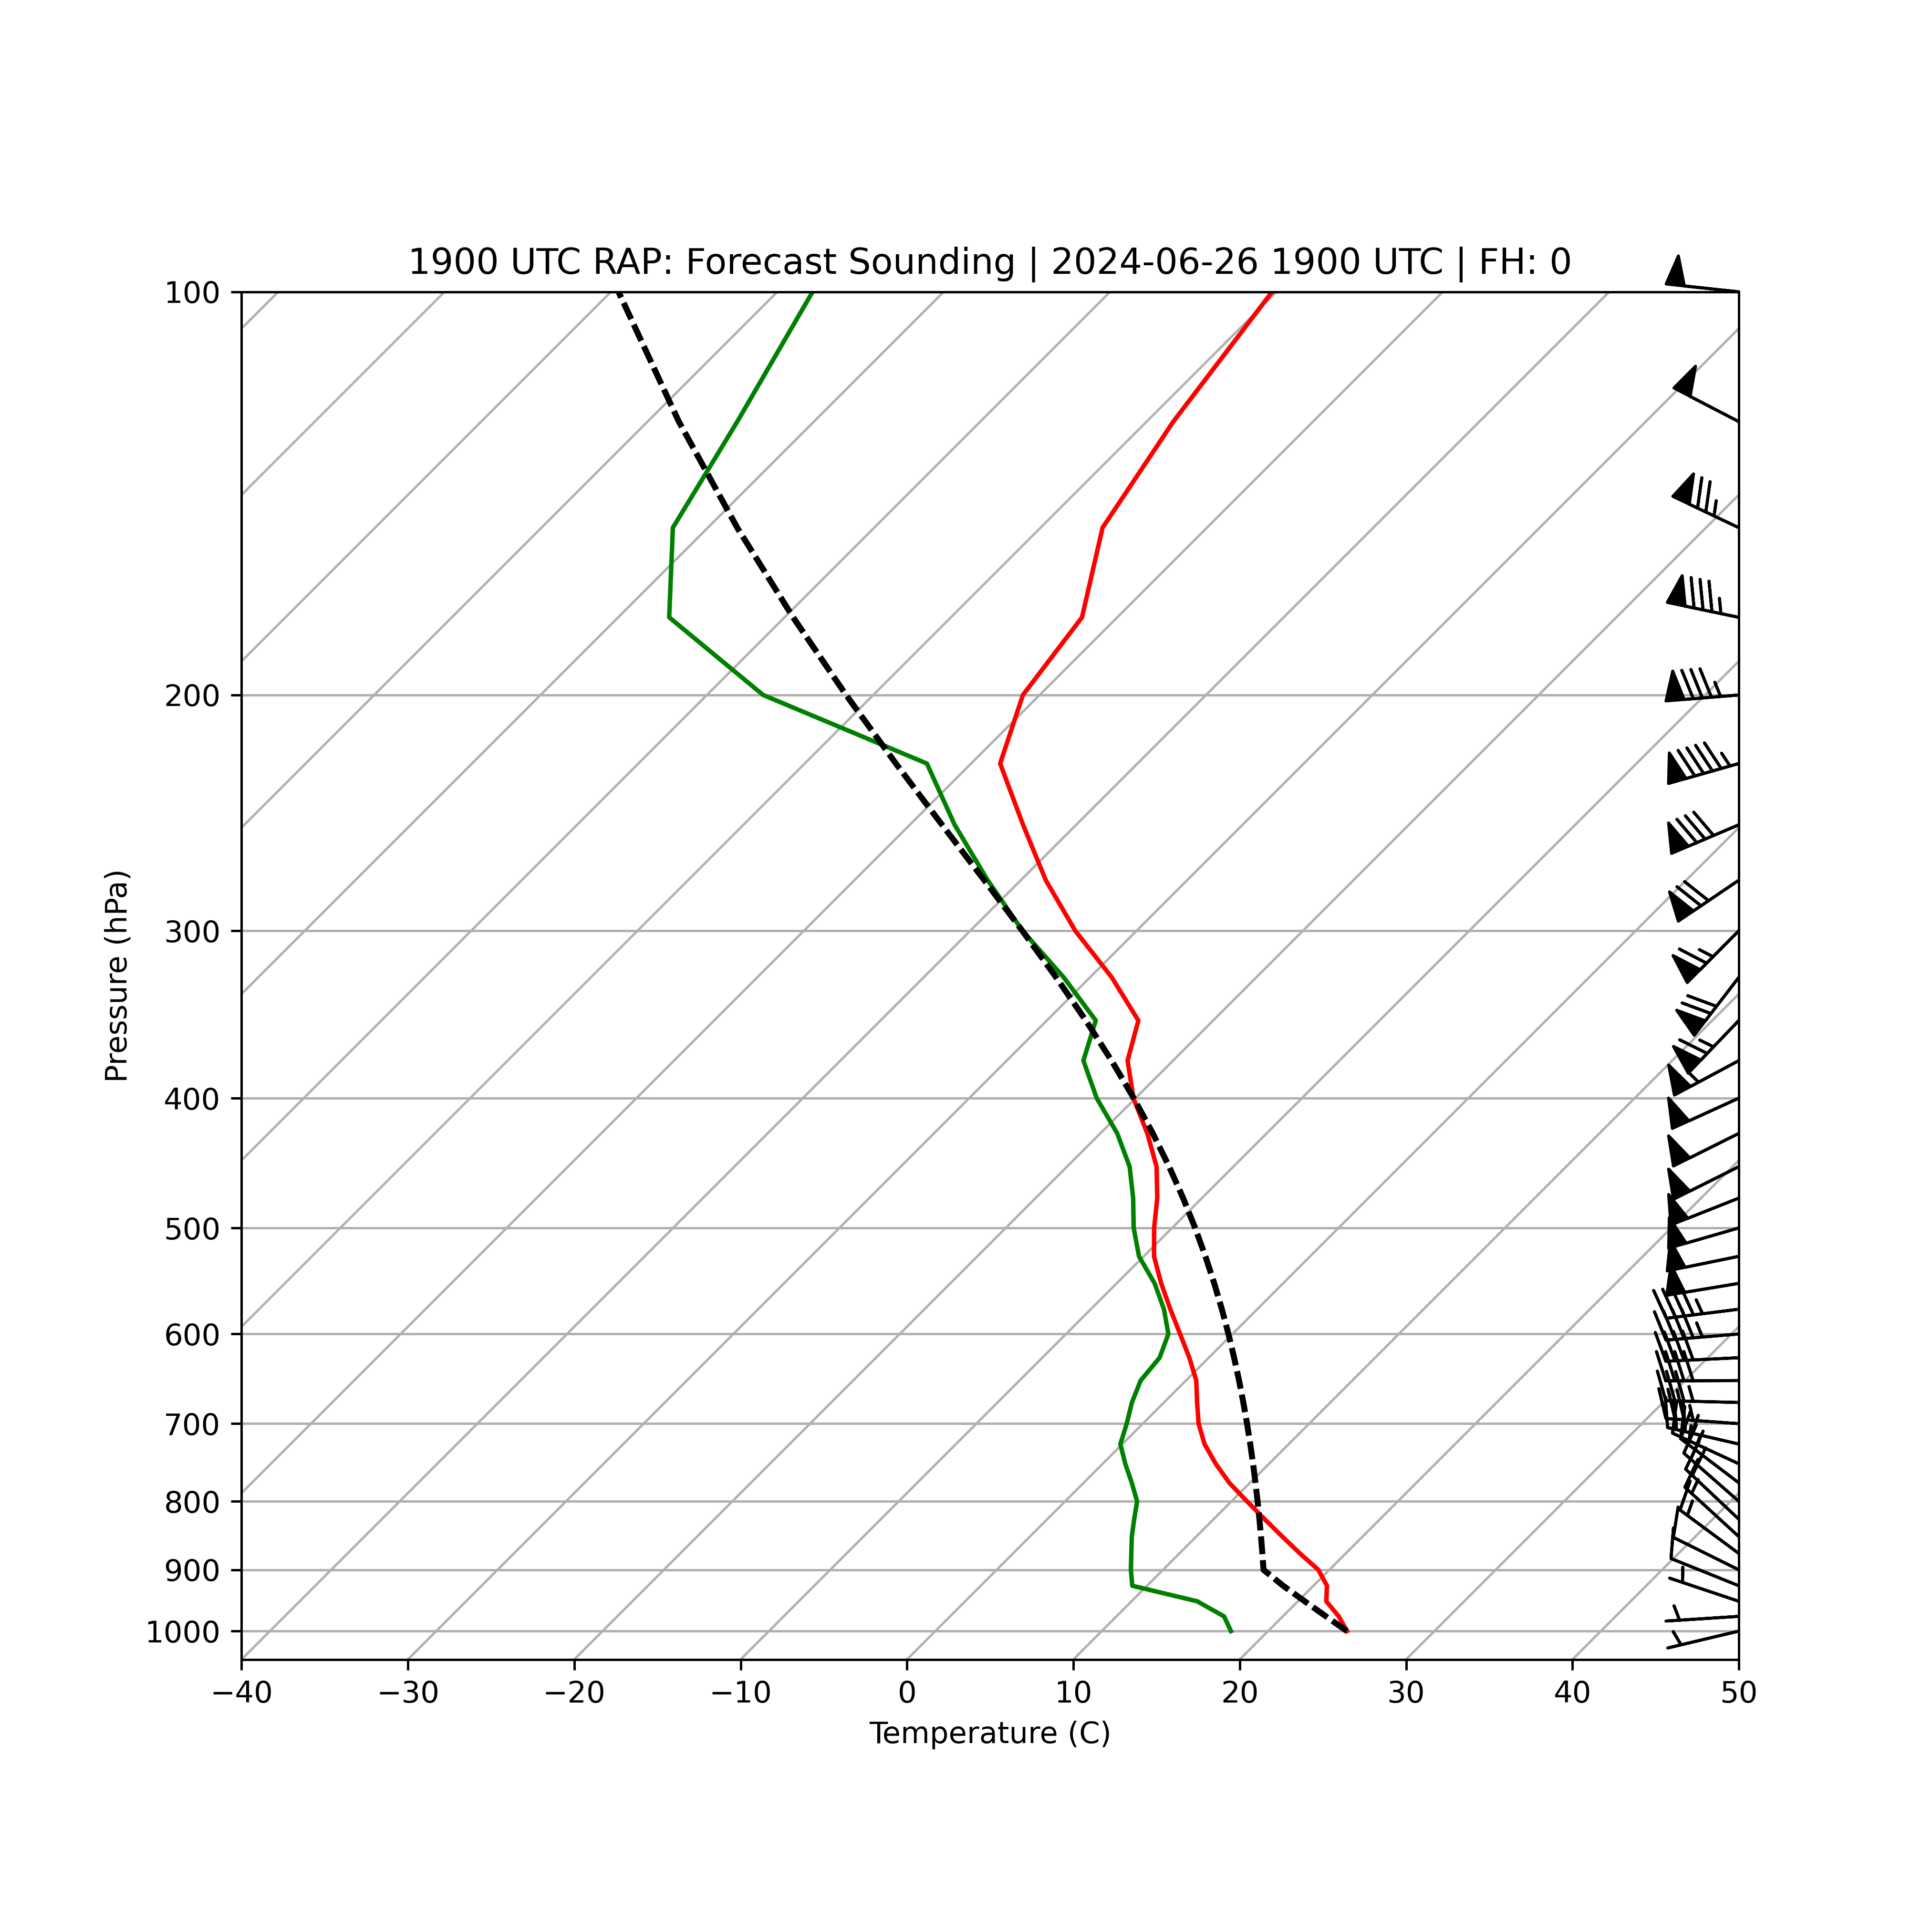 1900 UTC RAP: Forecast Sounding | 2024-06-26 1900 UTC | FH: 0
100
200
300
400
500
600
700
800
900
1000
Pressure (hPa)
−40 −30 −20 −10 0 10 20 30 40 50
Temperature (C)